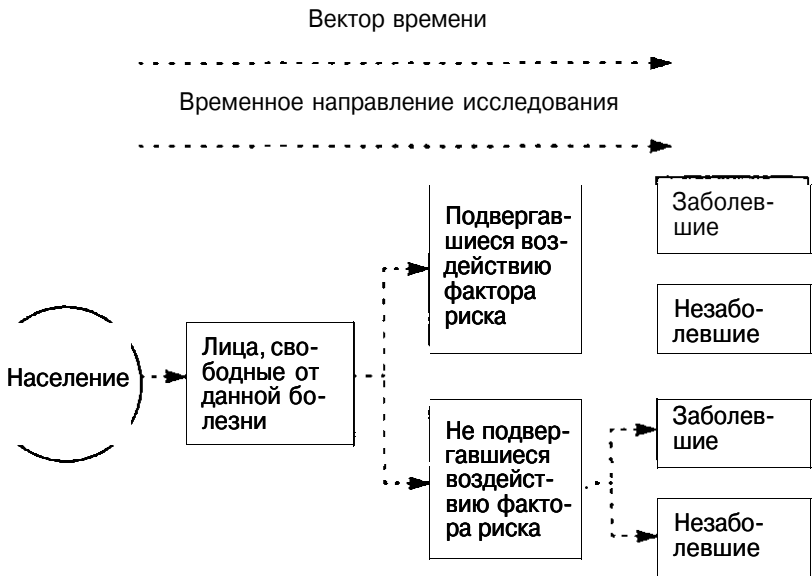 Вектор времени
Временное направление исследования
Население
Лица, сво-
бодные от
данной бо-
лезни
Подвергав-
шиеся воз-
действию
фактора
риска
Заболев-
шие
Незабо-
левшие
Не подвер-
гавшиеся
воздейст-
вию факто-
ра риска
Заболев-
шие
Незабо-
левшие